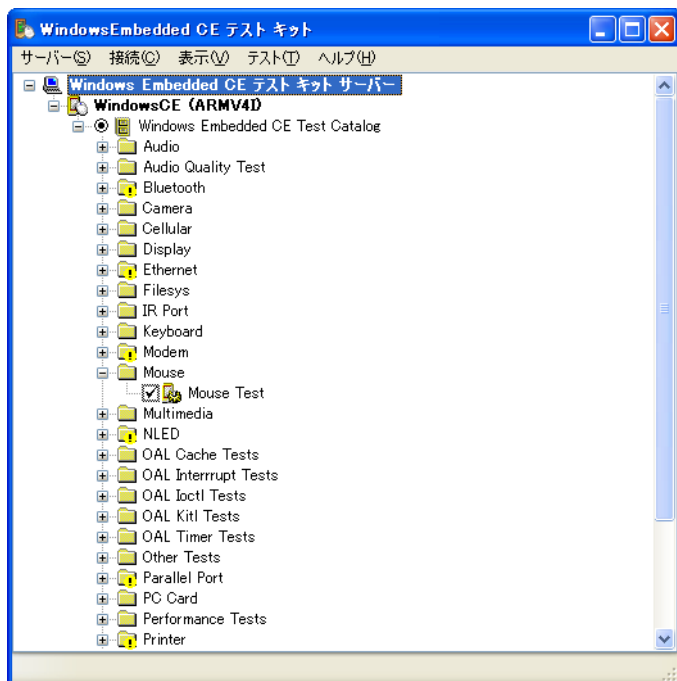 WindowsEmbedded CE テスト キット
サーバー(S) 接続(C) 表示(V) テスト(T) ヘルプ(H)
Windows Embedded CE テスト キット サーバー
WindowsCE (ARMV4I)
Windows Embedded CE Test Catalog
Audio
Audio Quality Test
Bluetooth
Camera
Cellular
Display
Ethernet
Filesys
IR Port
Keyboard
Modem
Mouse
Mouse Test
Multimedia
NLED
OAL Cache Tests
OAL Interrrupt Tests
OAL Ioctl Tests
OAL Kitl Tests
OAL Timer Tests
Other Tests
Parallel Port
PC Card
Performance Tests
Printer